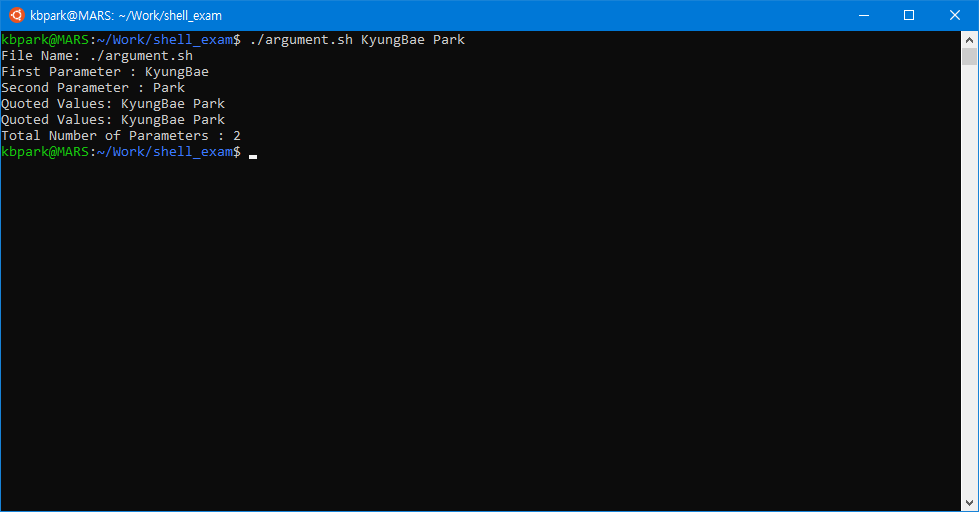 kbpark@MARS: ~/Work/shell_exam
kbpark@MARS:~/Work/shell_exam$ ./argument.sh KyungBae Park
File Name: ./argument.sh
First Parameter : KyungBae
Second Parameter : Park
Quoted Values: KyungBae Park
Quoted Values: KyungBae Park
Total Number of Parameters : 2
kbpark@MARS:~/Work/shell_exam$